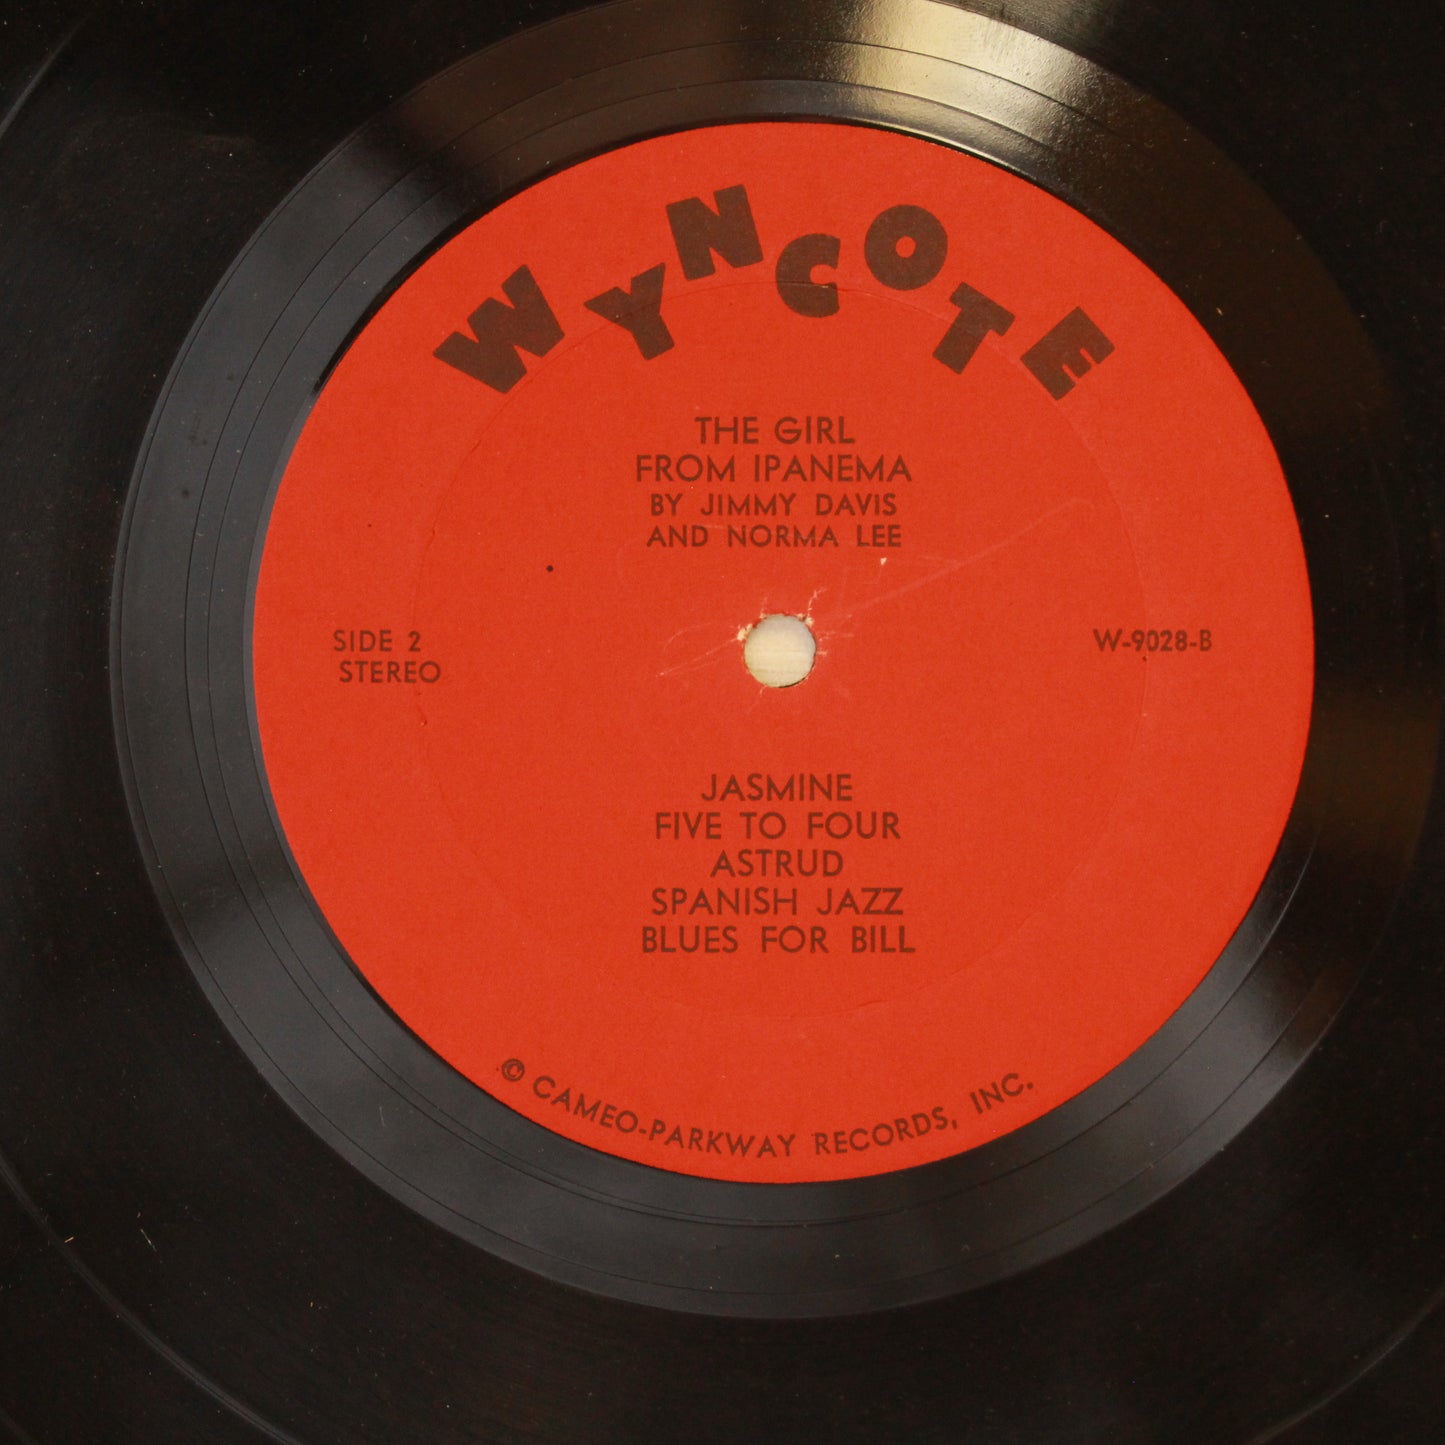 WYNCOTE
THE GIRL
FROM IPANEMA
BY JIMMY DAVIS
AND NORMA LEE
SIDE 2
STEREO
W-9028-B
JASMINE
FIVE TO FOUR
ASTRUD
SPANISH JAZZ
BLUES FOR BILL
© CAMEO-PARKWAY RECORDS, INC.